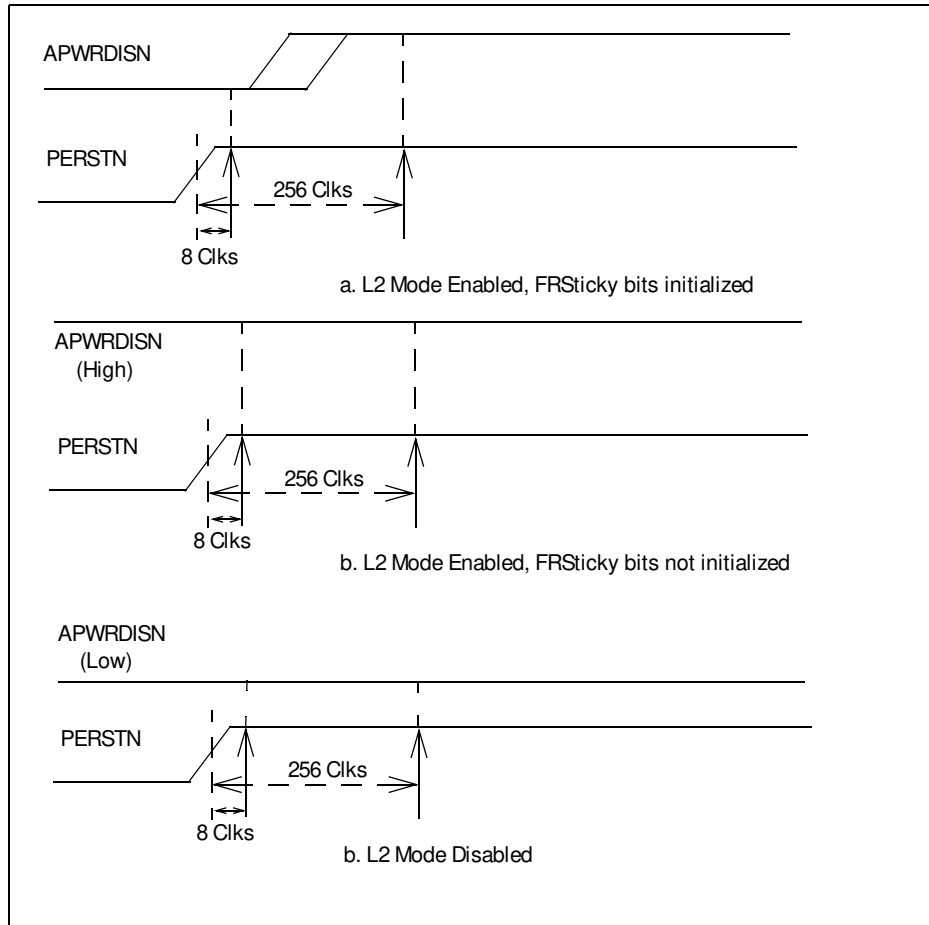 APWRDISN
PERSTN
256 Clks
8 Clks
a. L2 Mode Enabled, FRSticky bits initialized
APWRDISN
(High)
PERSTN
256 Clks
8 Clks
b. L2 Mode Enabled, FRSticky bits not initialized
APWRDISN
(Low)
PERSTN
256 Clks
8 Clks
b. L2 Mode Disabled